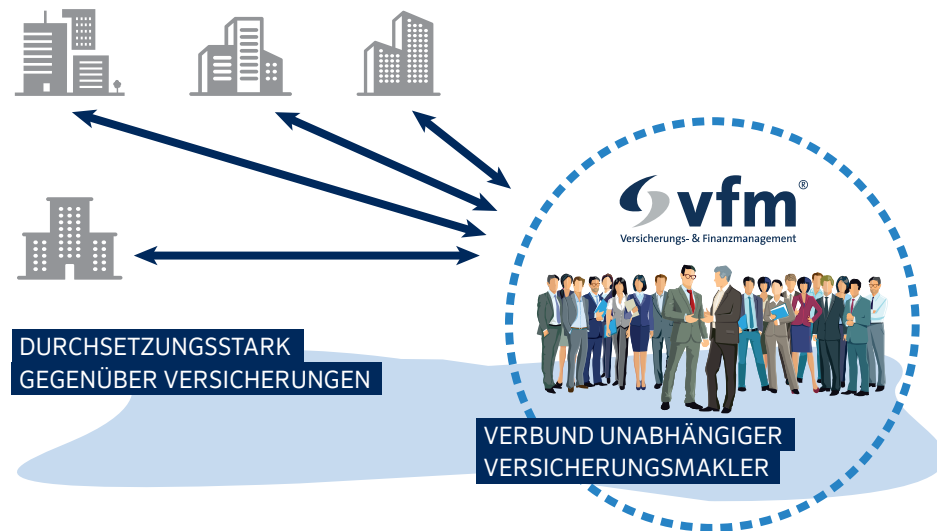 vfm®
Versicherungs- & Finanzmanagement
DURCHSETZUNGSSTARK
GEGENÜBER VERSICHERUNGEN
VERBUND UNABHÄNGIGER
VERSICHERUNGSMAKLER